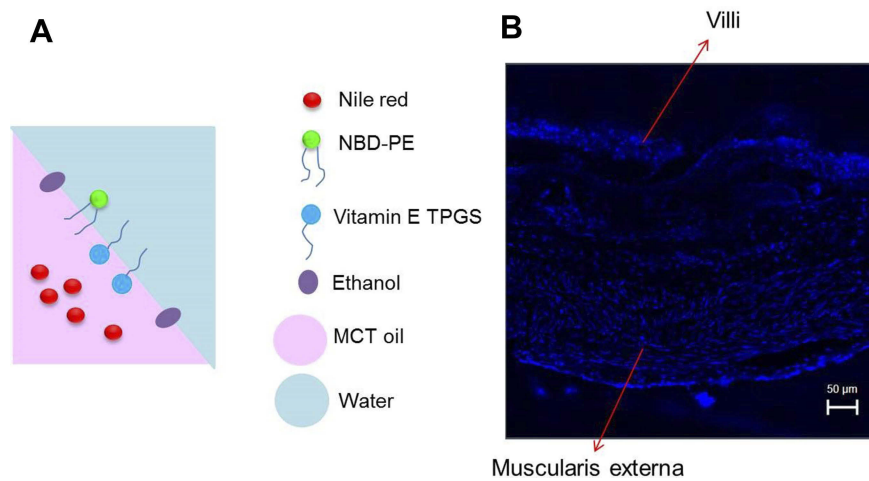 A
Nile red
NBD-PE
Vitamin E TPGS
Ethanol
MCT oil
Water
B
Villi
50 µm
Muscularis externa